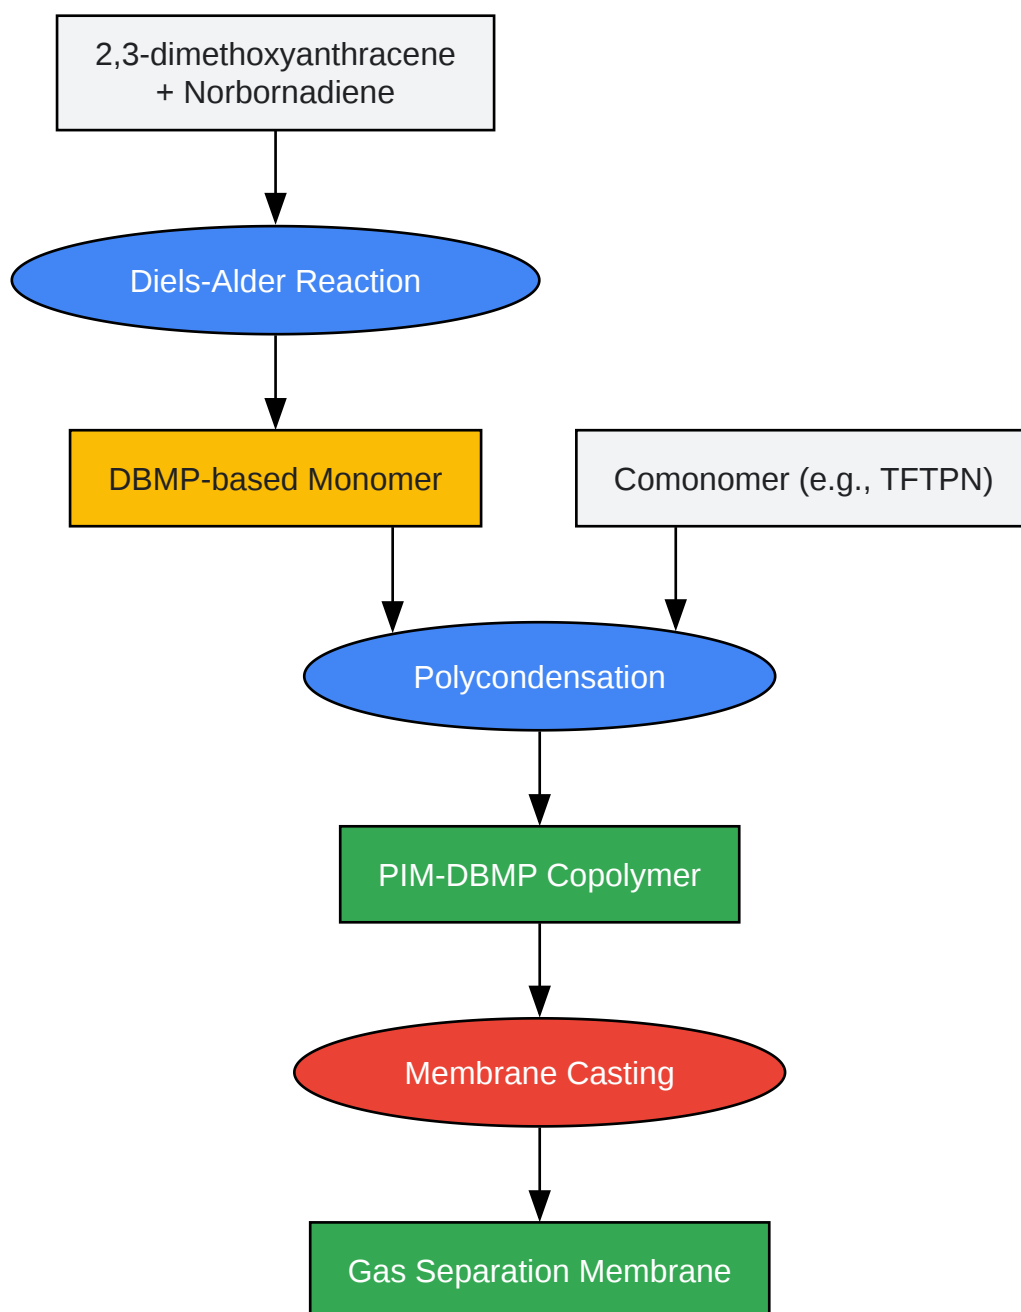 2,3-dimethoxyanthracene
+ Norbornadiene
Diels-Alder Reaction
DBMP-based Monomer
Comonomer (e.g., TFTPN)
Polycondensation
PIM-DBMP Copolymer
Membrane Casting
Gas Separation Membrane